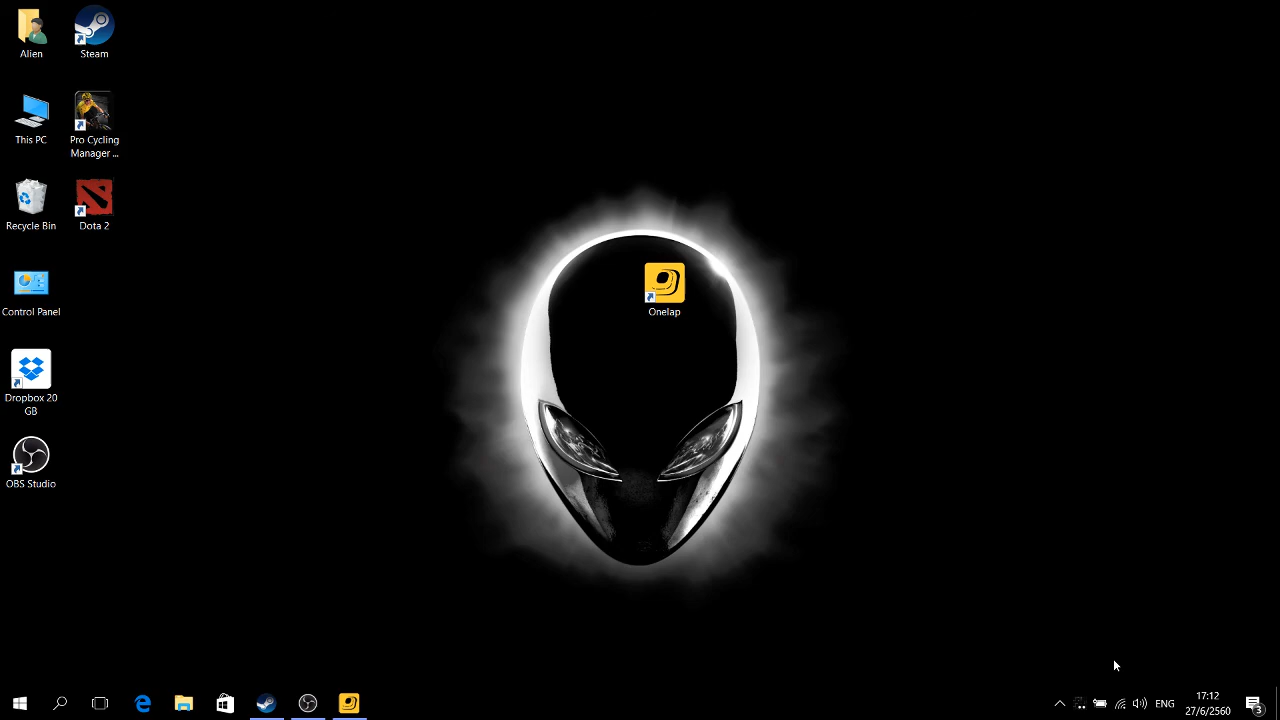 Alien
Steam
This PC
Pro Cycling
Manager ...
Recycle Bin
Dota 2
Control Panel
Onelap
Dropbox 20
GB
OBS Studio
ENG
17:12
27/6/2560
3